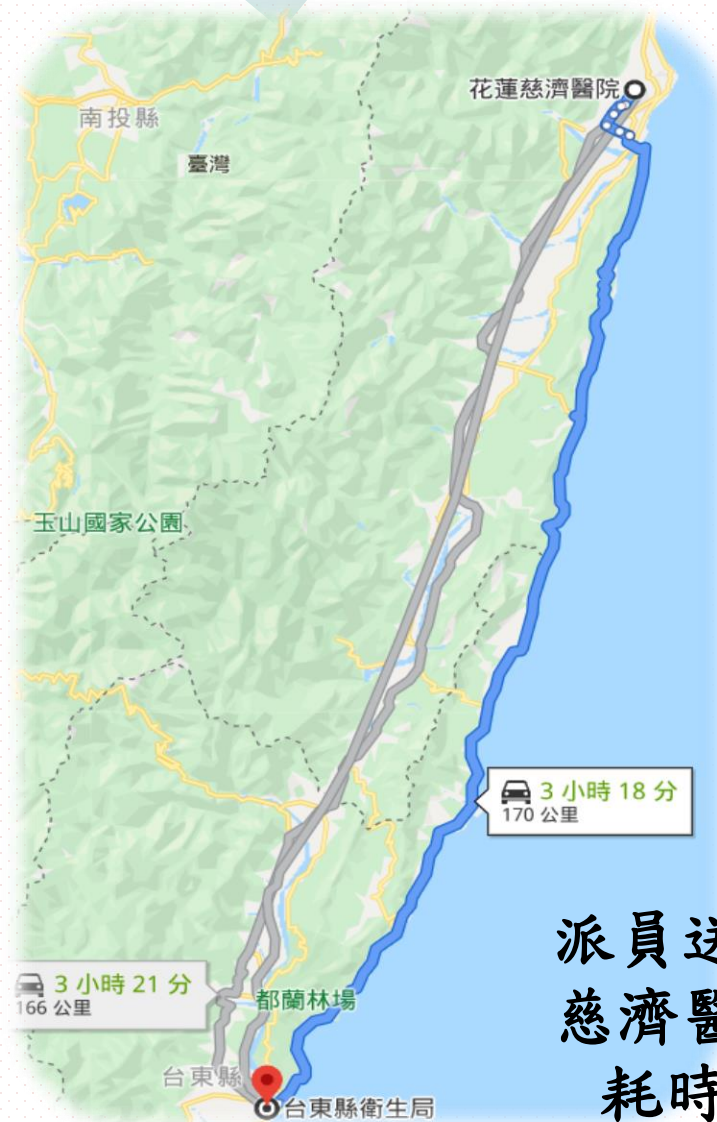 花蓮慈濟醫院
南投縣
臺灣
玉山國家公園
3 小時 18 分
170 公里
派員送
3 小時 21 分
166 公里
都蘭林場
慈濟醫
台東縣
耗時
台東縣衛生局